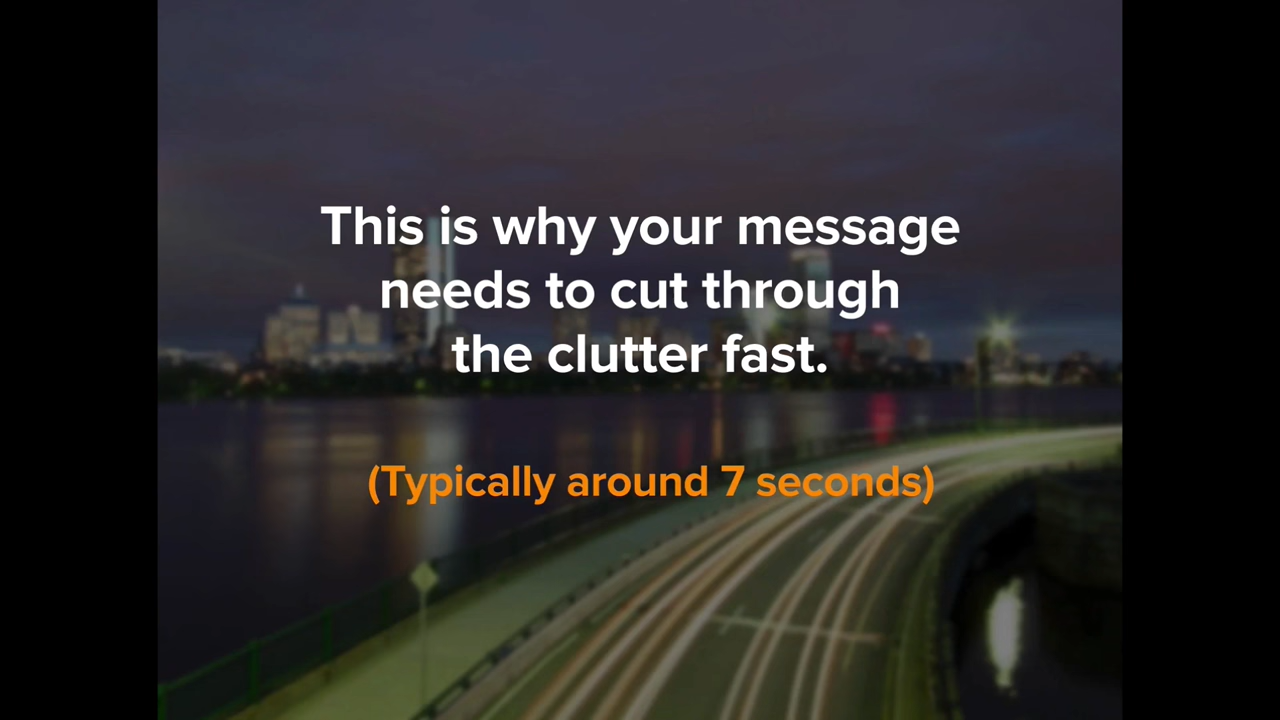 This is why your message
needs to cut through
the clutter fast.
(Typically around 7 seconds)